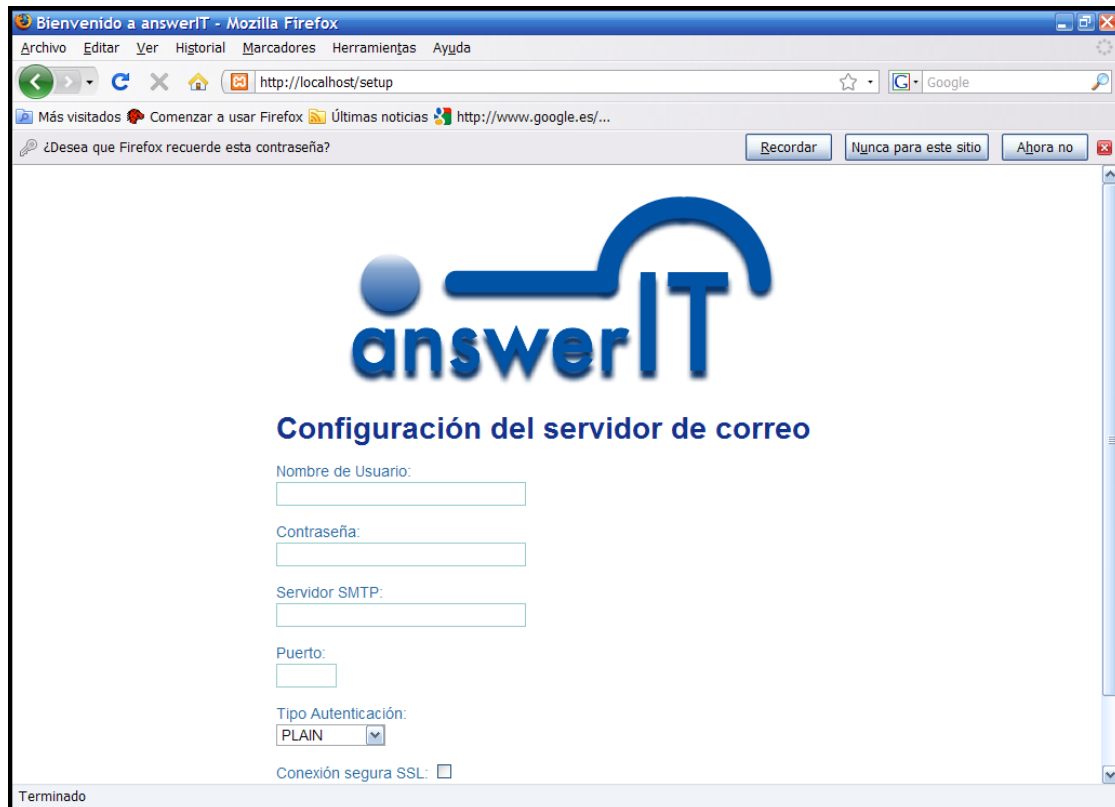 Bienvenido a answerIT - Mozilla Firefox
Archivo Editar Ver Historial Marcadores Herramientas Ayuda
http://localhost/setup G Google
Más visitados Comenzar a usar Firefox Últimas noticias http://www.google.es/...
¿Desea que Firefox recuerde esta contraseña? Recordar Nunca para este sitio Ahora no
answerIT
Configuración del servidor de correo
Nombre de Usuario:
Contraseña:
Servidor SMTP:
Puerto:
Tipo Autenticación:
PLAIN
Conexión segura SSL:
Terminado